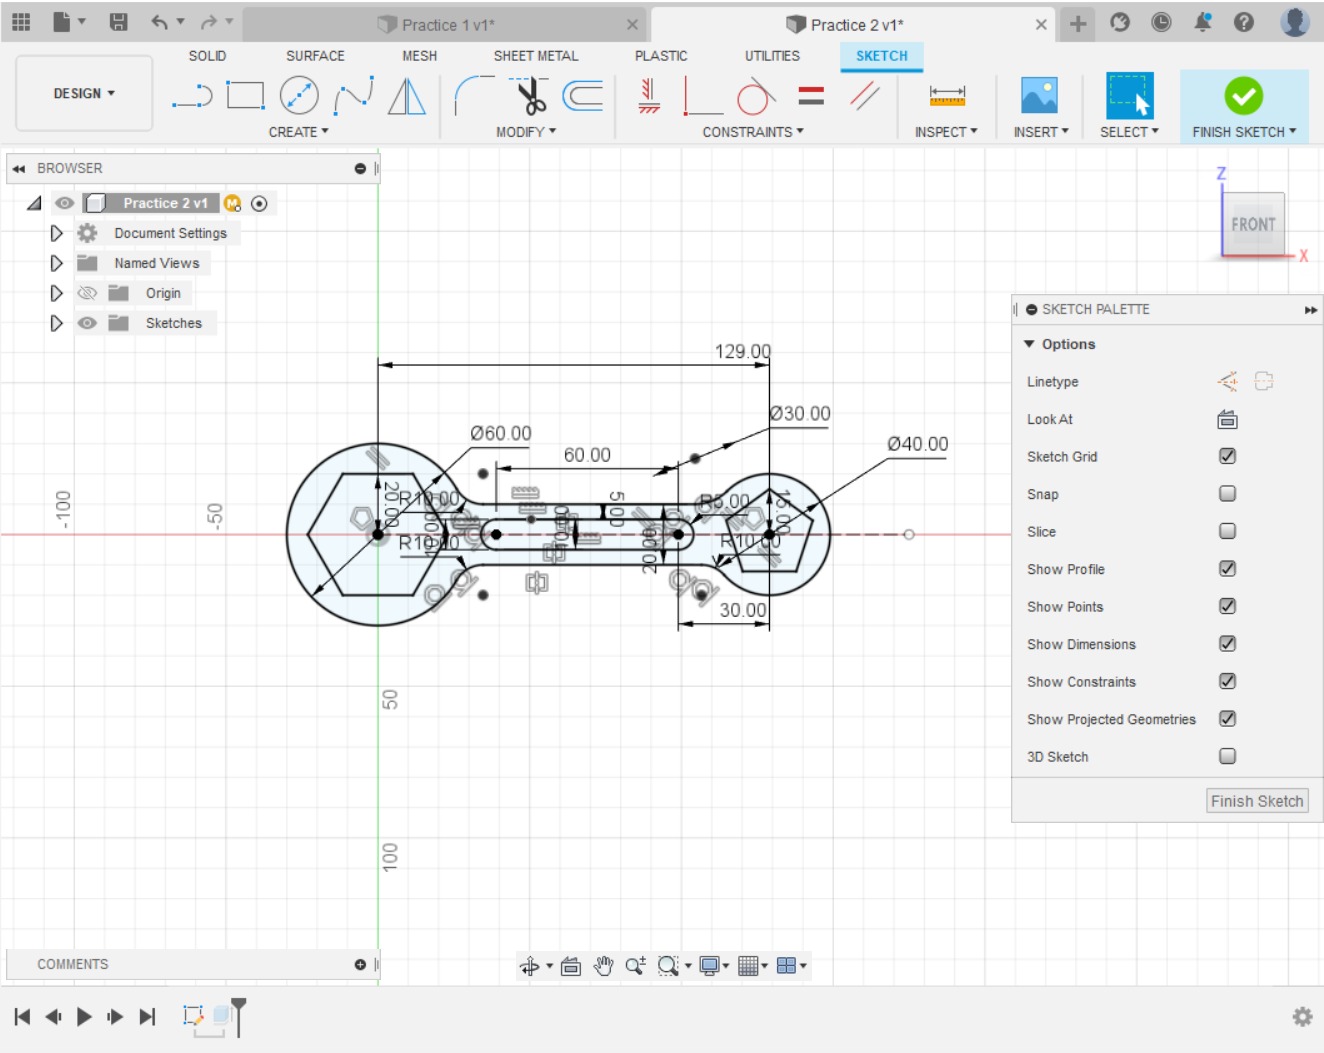 Practice 1 v1*
Practice 2 v1*
SOLID SURFACE MESH SHEET METAL PLASTIC UTILITIES SKETCH
DESIGN
CREATE MODIFY CONSTRAINTS INSPECT INSERT SELECT FINISH SKETCH
BROWSER
Practice 2 v1
Document Settings
Named Views
Origin
Sketches
Z
FRONT
X
SKETCH PALETTE
Options
Linetype
Look At
Sketch Grid
Snap
Slice
Show Profile
Show Points
Show Dimensions
Show Constraints
Show Projected Geometries
3D Sketch
Finish Sketch
129.00
Ø30.00
Ø60.00
Ø40.00
60.00
-100
-50
20.00
R10.00
5.00
R5.00
15.00
R10.00
20.00
R10.00
30.00
50
100
COMMENTS